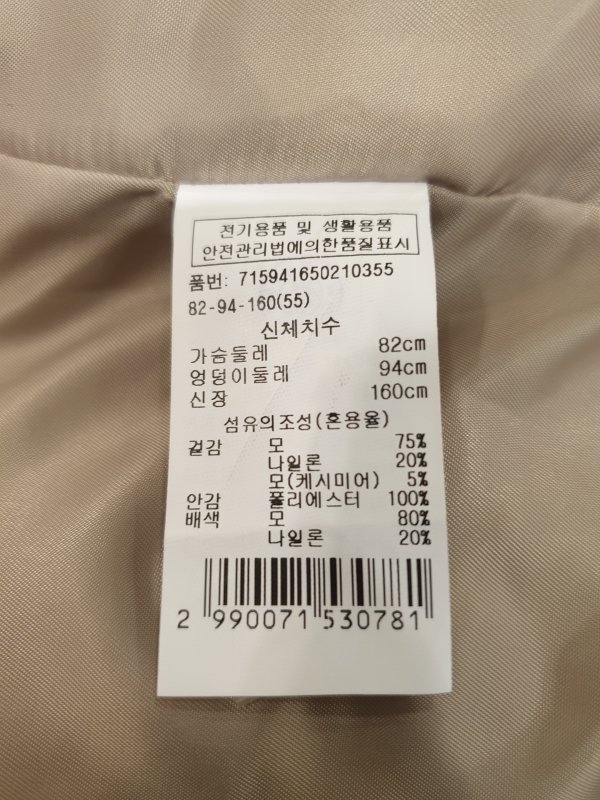 전기용품 및 생활용품
안전관리법에의한품질표시
품번: 715941650210355
82-94-160(55)
신체치수
가슴둘레 82cm
엉덩이둘레 94cm
신장 160cm
섬유의조성(혼용율)
겉감 모 75%
나일론 20%
모(케시미어) 5%
안감 폴리에스터 100%
배색 모 80%
나일론 20%
2 990071 530781